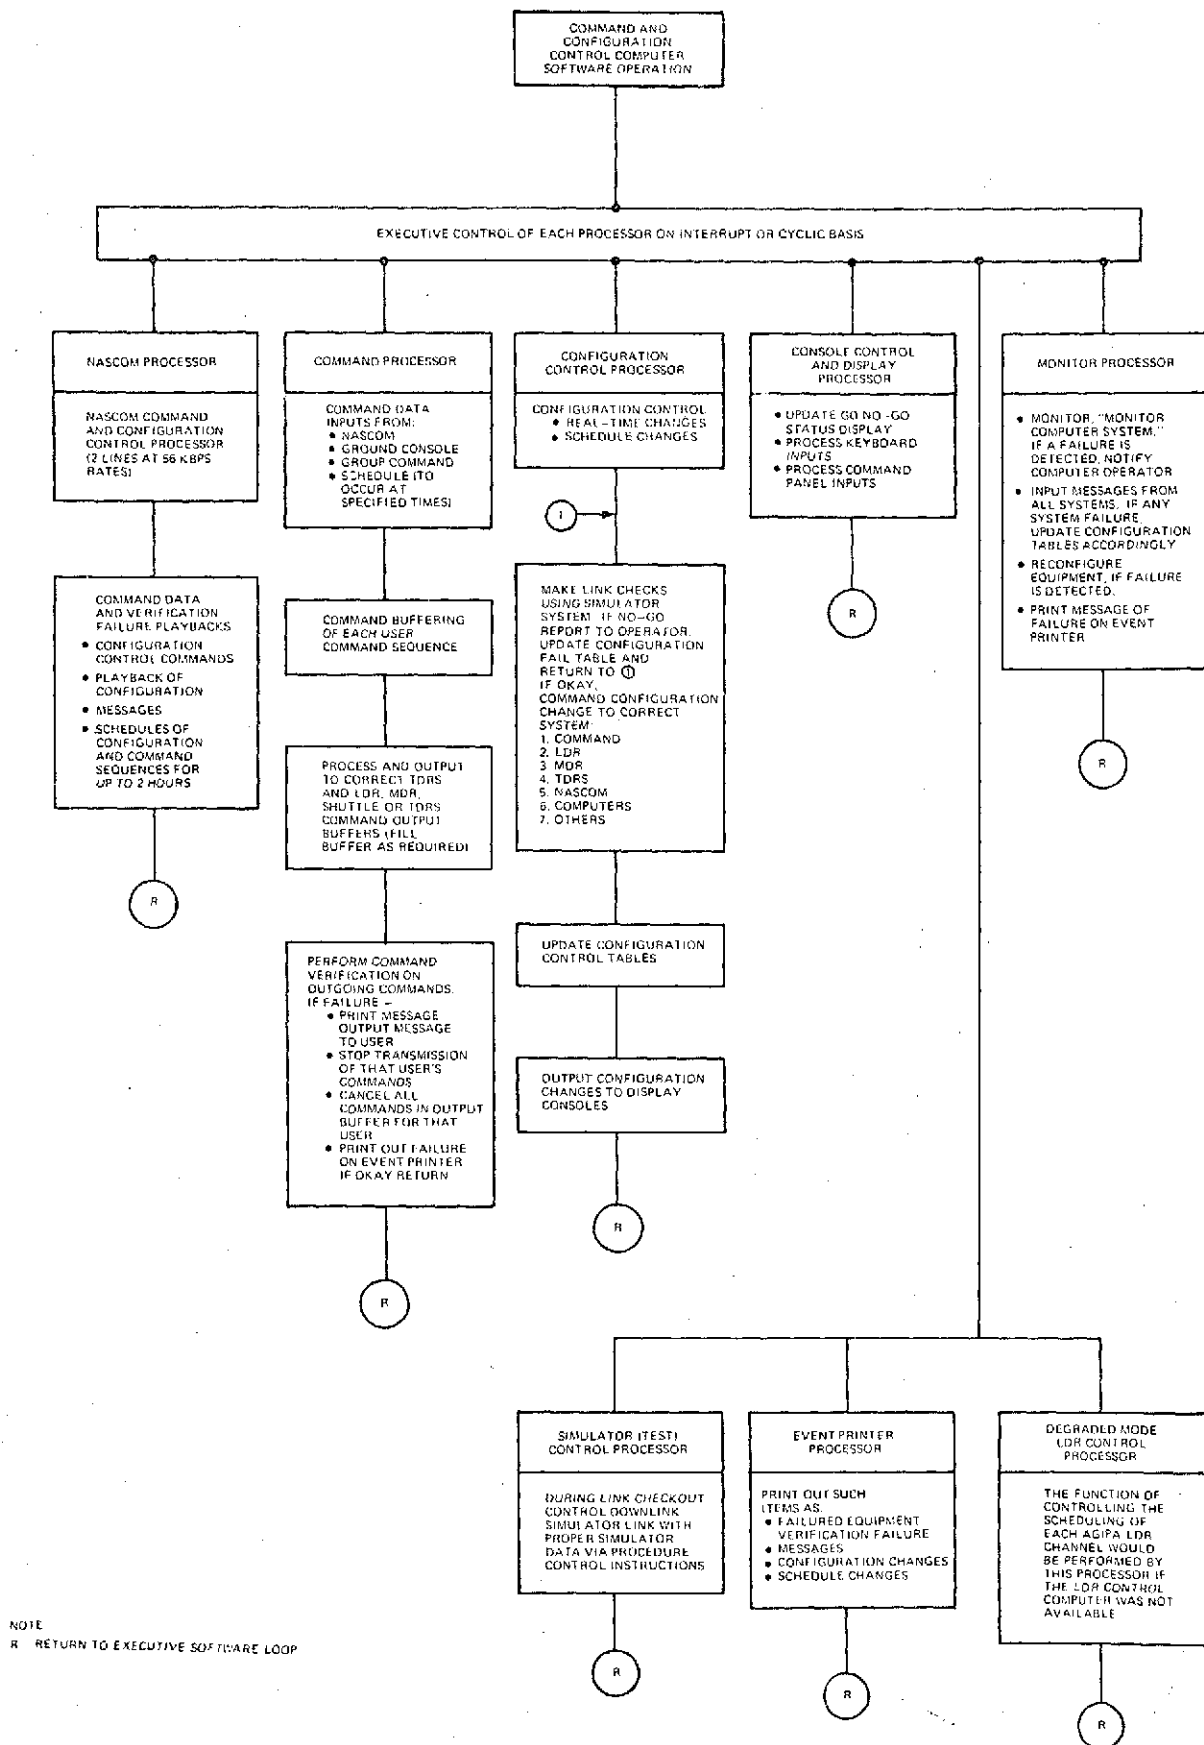 COMMAND AND
CONFIGURATION
CONTROL COMPUTER
SOFTWARE OPERATION
EXECUTIVE CONTROL OF EACH PROCESSOR ON INTERRUPT OR CYCLIC BASIS
NASCOM PROCESSOR
NASCOM COMMAND
AND CONFIGURATION
CONTROL PROCESSOR
(2 LINES AT 56 KBPS
RATES)
COMMAND DATA
AND VERIFICATION
FAILURE PLAYBACKS
• CONFIGURATION
CONTROL COMMANDS
• PLAYBACK OF
CONFIGURATION
• MESSAGES
• SCHEDULES OF
CONFIGURATION
AND COMMAND
SEQUENCES FOR
UP TO 2 HOURS
R
COMMAND PROCESSOR
COMMAND DATA
INPUTS FROM:
• NASCOM
• GROUND CONSOLE
• GROUP COMMAND
• SCHEDULE (TO
OCCUR AT
SPECIFIED TIMES)
COMMAND BUFFERING
OF EACH USER
COMMAND SEQUENCE
PROCESS AND OUTPUT
TO CORRECT TDRS
AND LDR, MDR,
SHUTTLE OR TDRS
COMMAND OUTPUT
BUFFERS (FILL
BUFFER AS REQUIRED)
PERFORM COMMAND
VERIFICATION ON
OUTGOING COMMANDS.
IF FAILURE –
• PRINT MESSAGE
OUTPUT MESSAGE
TO USER
• STOP TRANSMISSION
OF THAT USER'S
COMMANDS
• CANCEL ALL
COMMANDS IN OUTPUT
BUFFER FOR THAT
USER
• PRINT OUT FAILURE
ON EVENT PRINTER
IF OKAY RETURN
R
CONFIGURATION
CONTROL PROCESSOR
CONFIGURATION CONTROL
• REAL-TIME CHANGES
• SCHEDULE CHANGES
1
MAKE LINK CHECKS
USING SIMULATOR
SYSTEM. IF NO-GO
REPORT TO OPERATOR.
UPDATE CONFIGURATION
FAIL TABLE AND
RETURN TO ①
IF OKAY,
COMMAND CONFIGURATION
CHANGE TO CORRECT
SYSTEM:
1. COMMAND
2. LDR
3. MDR
4. TDRS
5. NASCOM
6. COMPUTERS
7. OTHERS
UPDATE CONFIGURATION
CONTROL TABLES
OUTPUT CONFIGURATION
CHANGES TO DISPLAY
CONSOLES
R
CONSOLE CONTROL
AND DISPLAY
PROCESSOR
• UPDATE GO NO-GO
STATUS DISPLAY
• PROCESS KEYBOARD
INPUTS
• PROCESS COMMAND
PANEL INPUTS
R
MONITOR PROCESSOR
• MONITOR, "MONITOR
COMPUTER SYSTEM,"
IF A FAILURE IS
DETECTED, NOTIFY
COMPUTER OPERATOR
• INPUT MESSAGES FROM
ALL SYSTEMS. IF ANY
SYSTEM FAILURE,
UPDATE CONFIGURATION
TABLES ACCORDINGLY
• RECONFIGURE
EQUIPMENT, IF FAILURE
IS DETECTED.
• PRINT MESSAGE OF
FAILURE ON EVENT
PRINTER
R
SIMULATOR (TEST)
CONTROL PROCESSOR
DURING LINK CHECKOUT
CONTROL DOWNLINK
SIMULATOR LINK WITH
PROPER SIMULATOR
DATA VIA PROCEDURE
CONTROL INSTRUCTIONS
R
EVENT PRINTER
PROCESSOR
PRINT OUT SUCH
ITEMS AS:
• FAILURED EQUIPMENT
VERIFICATION FAILURE
• MESSAGES
• CONFIGURATION CHANGES
• SCHEDULE CHANGES
R
DEGRADED MODE
LDR CONTROL
PROCESSOR
THE FUNCTION OF
CONTROLLING THE
SCHEDULING OF
EACH AGIPA LDR
CHANNEL WOULD
BE PERFORMED BY
THIS PROCESSOR IF
THE LDR CONTROL
COMPUTER WAS NOT
AVAILABLE
R
NOTE
R RETURN TO EXECUTIVE SOFTWARE LOOP